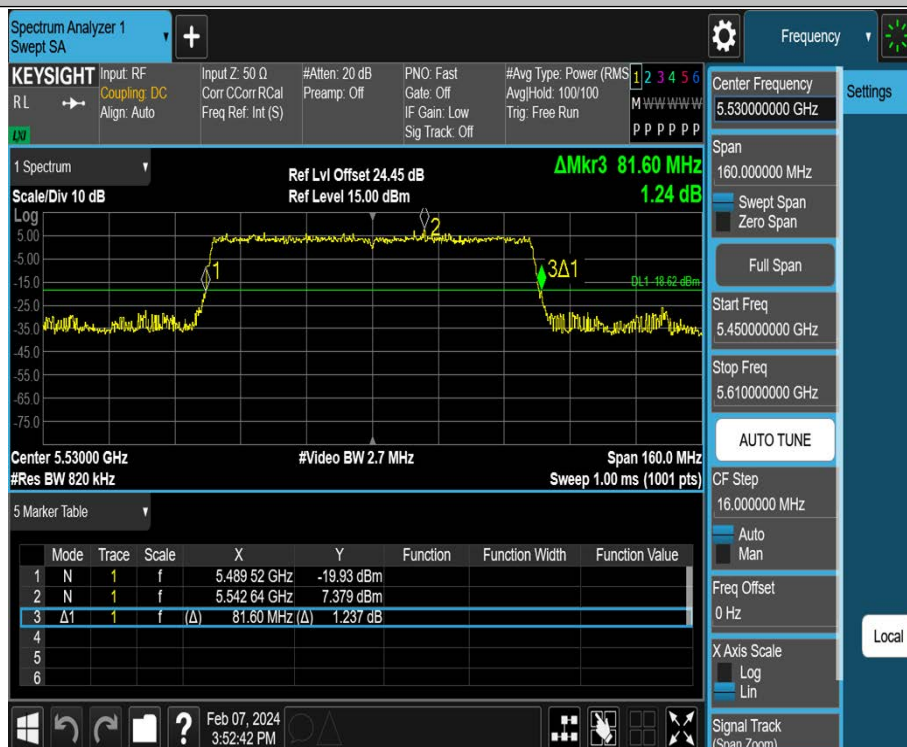 Spectrum Analyzer 1
Swept SA
+
Frequency
KEYSIGHT
RL
LXI
Input: RF
Coupling: DC
Align: Auto
Input Z: 50 Ω
Corr CCorr RCal
Freq Ref: Int (S)
#Atten: 20 dB
Preamp: Off
PNO: Fast
Gate: Off
IF Gain: Low
Sig Track: Off
#Avg Type: Power (RMS
Avg|Hold: 100/100
Trig: Free Run
1 2 3 4 5 6
M W W W W W
P P P P P P
1 Spectrum
Scale/Div 10 dB
Ref Lvl Offset 24.45 dB
Ref Level 15.00 dBm
ΔMkr3 81.60 MHz
1.24 dB
Log
5.00
-5.00
-15.0
-25.0
-35.0
-45.0
-55.0
-65.0
-75.0
1
2
3Δ1
DL1 -18.62 dBm
Center 5.53000 GHz
#Video BW 2.7 MHz
Span 160.0 MHz
#Res BW 820 kHz
Sweep 1.00 ms (1001 pts)
5 Marker Table
Mode Trace Scale X Y Function Function Width Function Value
1 N 1 f 5.489 52 GHz -19.93 dBm
2 N 1 f 5.542 64 GHz 7.379 dBm
3 Δ1 1 f (Δ) 81.60 MHz (Δ) 1.237 dB
4
5
6
?
Feb 07, 2024
3:52:42 PM
Center Frequency
5.530000000 GHz
Span
160.000000 MHz
Swept Span
Zero Span
Full Span
Start Freq
5.450000000 GHz
Stop Freq
5.610000000 GHz
AUTO TUNE
CF Step
16.000000 MHz
Auto
Man
Freq Offset
0 Hz
X Axis Scale
Log
Lin
Signal Track
(Span Zoom)
Settings
Local